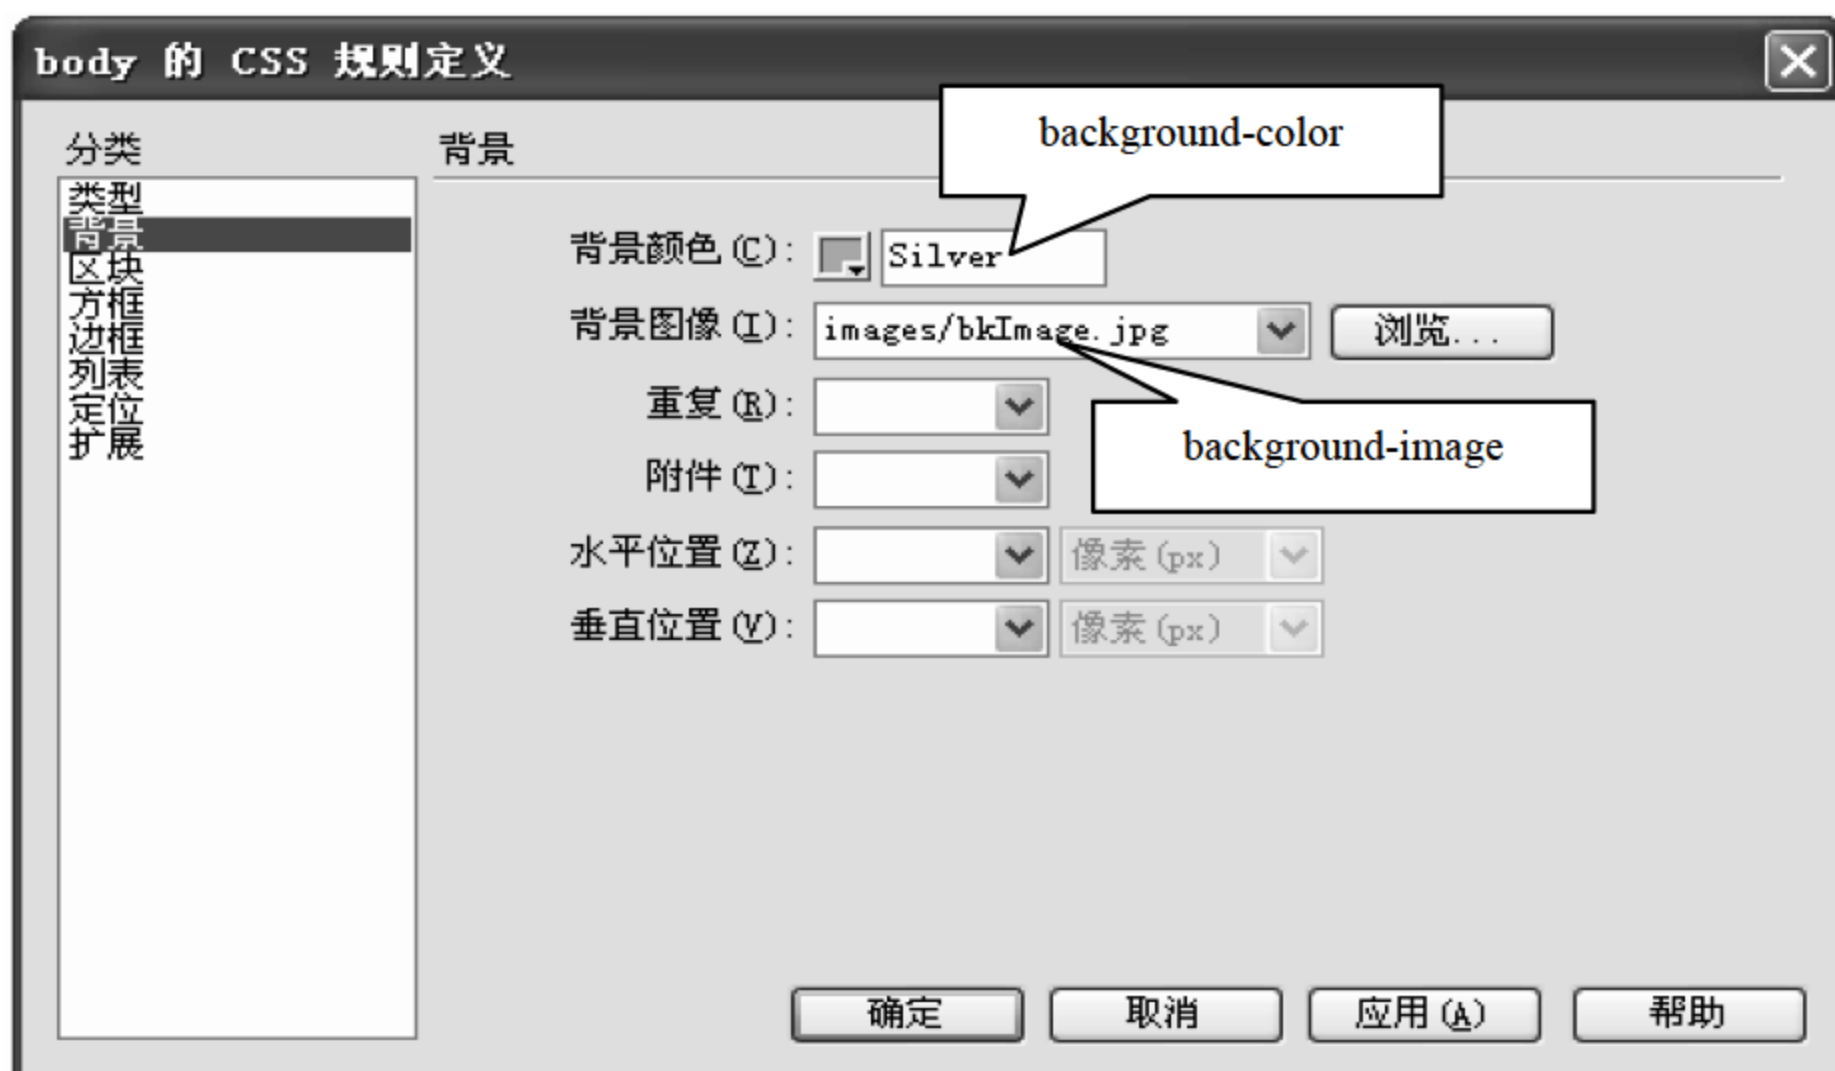 body 的 CSS 规则定义
background-color
分类
背景
类型
背景
区块
方框
边框
列表
定位
扩展
背景颜色(C): Silver
背景图像(I): images/bkImage.jpg 浏览...
重复(R):
background-image
附件(T):
水平位置(Z): 像素(px)
垂直位置(V): 像素(px)
确定 取消 应用(A) 帮助